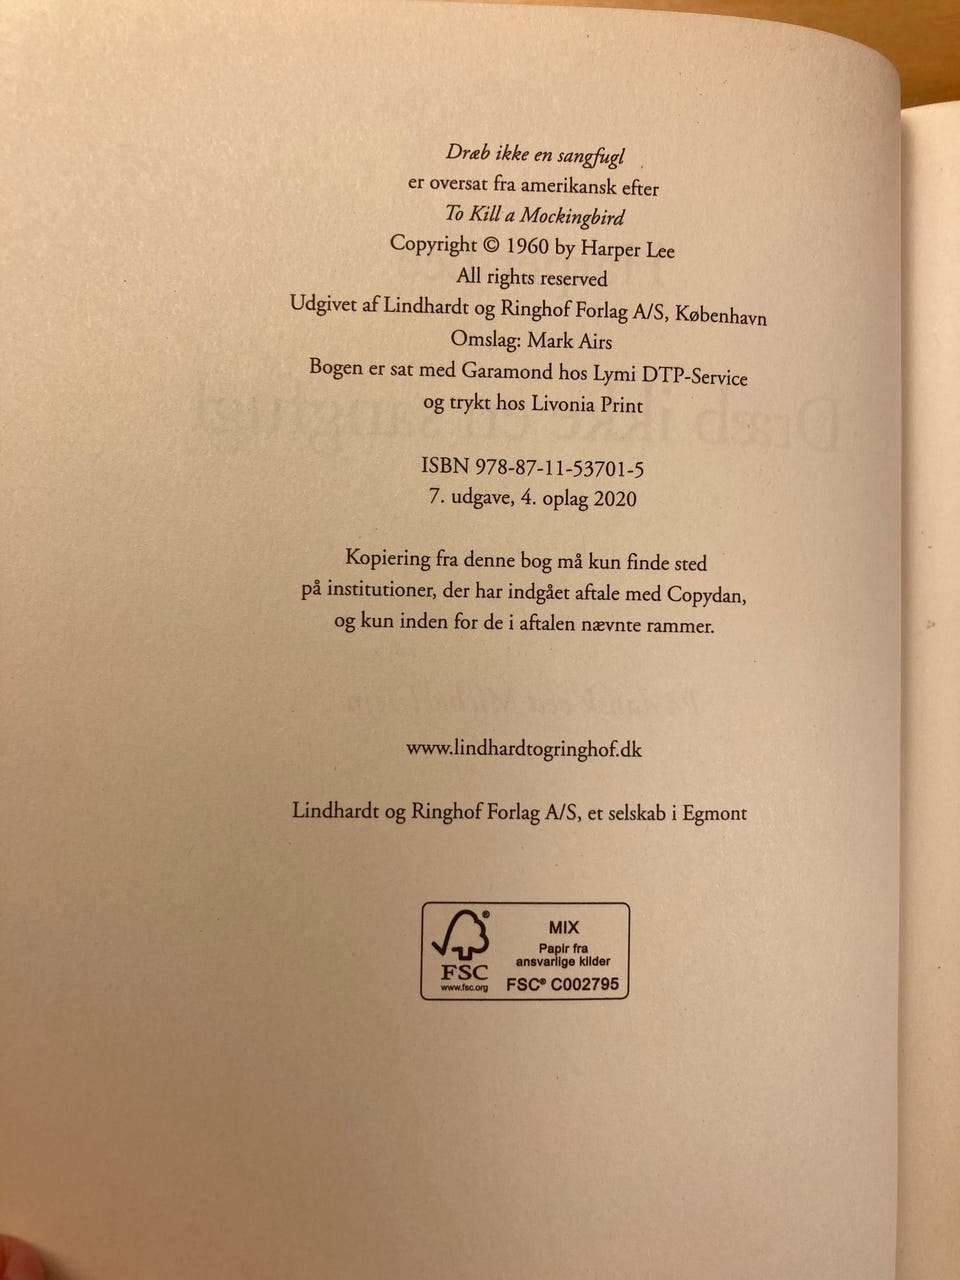 Dræb ikke en sangfugl
er oversat fra amerikansk efter
To Kill a Mockingbird
Copyright © 1960 by Harper Lee
All rights reserved
Udgivet af Lindhardt og Ringhof Forlag A/S, København
Omslag: Mark Airs
Bogen er sat med Garamond hos Lymi DTP-Service
og trykt hos Livonia Print
ISBN 978-87-11-53701-5
7. udgave, 4. oplag 2020
Kopiering fra denne bog må kun finde sted
på institutioner, der har indgået aftale med Copydan,
og kun inden for de i aftalen nævnte rammer.
www.lindhardtogringhof.dk
Lindhardt og Ringhof Forlag A/S, et selskab i Egmont
®
FSC
www.fsc.org
MIX
Papir fra
ansvarlige kilder
FSC® C002795